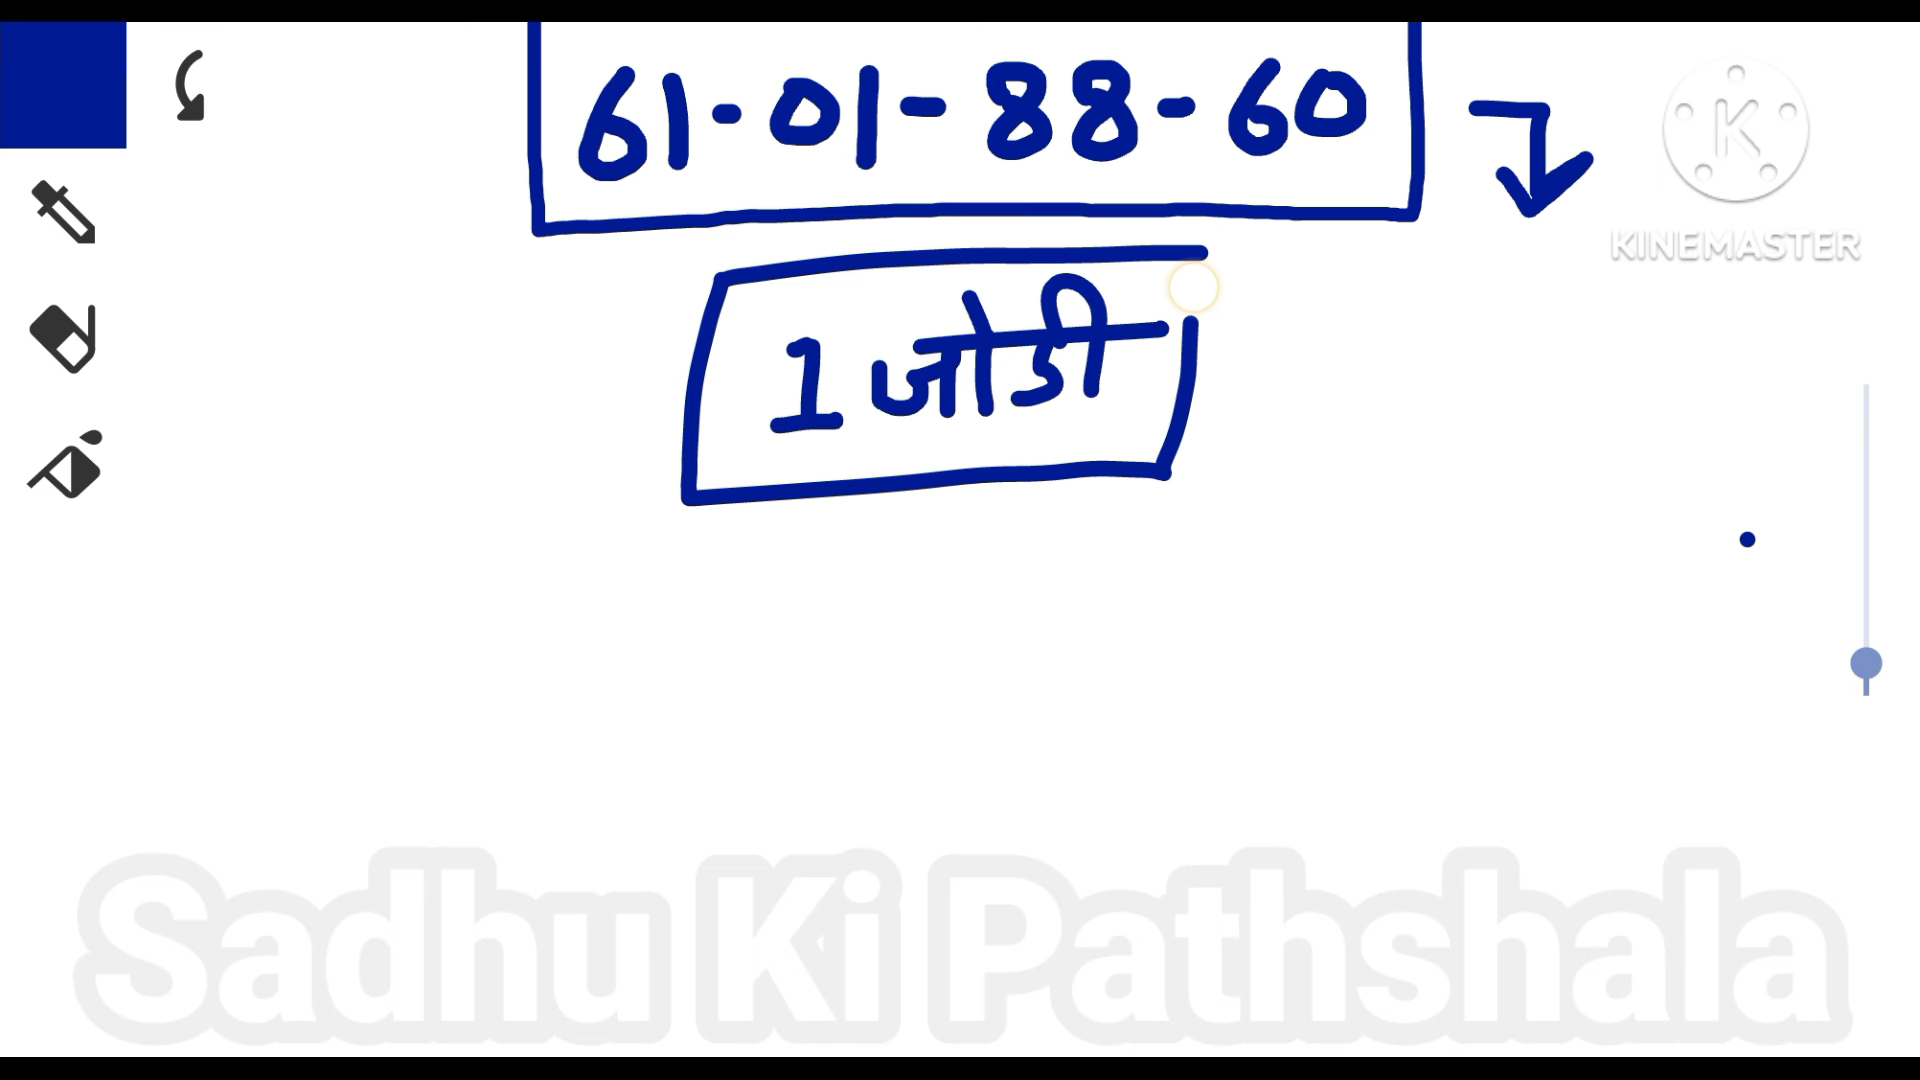 61-01-88-60
K
KINEMASTER
1 जोडी
Sadhu Ki Pathshala